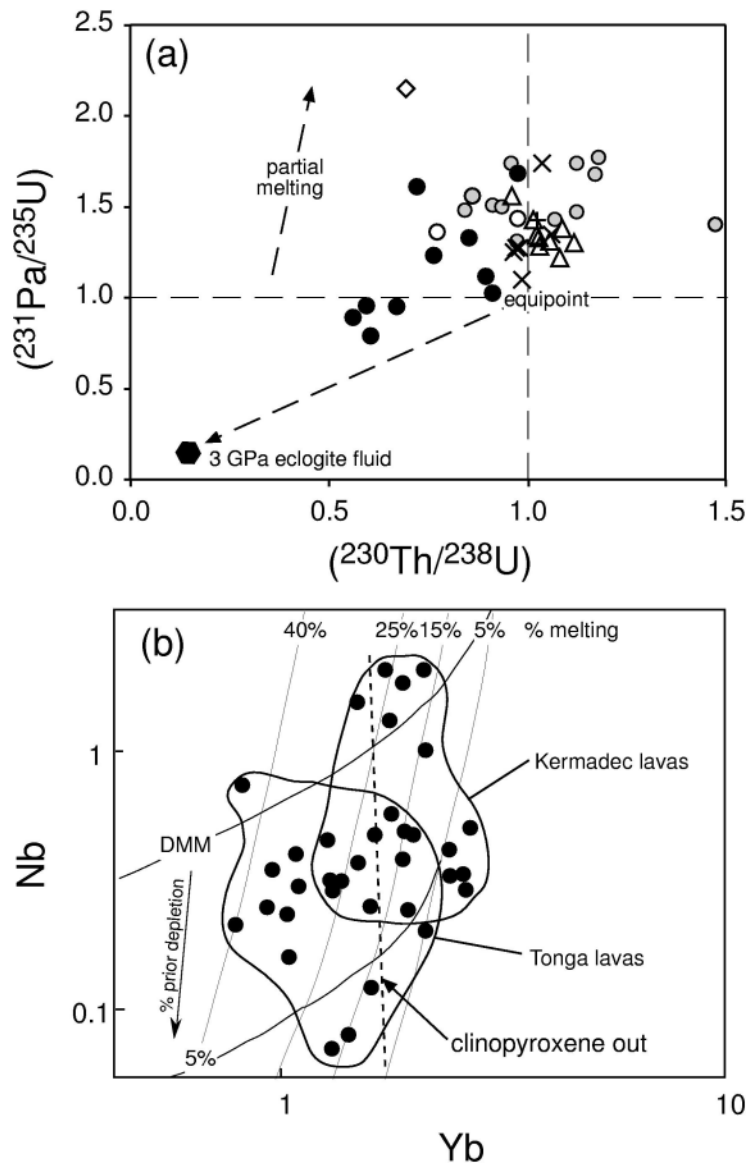 (a)
2.5
2.0
1.5
1.0
0.5
0.0
(231Pa/235U)
partial
melting
equipoint
3 GPa eclogite fluid
0.0 0.5 1.0 1.5
(230Th/238U)
(b)
40% 25% 15% 5% % melting
1
0.1
Nb
Kermadec lavas
DMM
% prior depletion
Tonga lavas
clinopyroxene out
5%
1 10
Yb